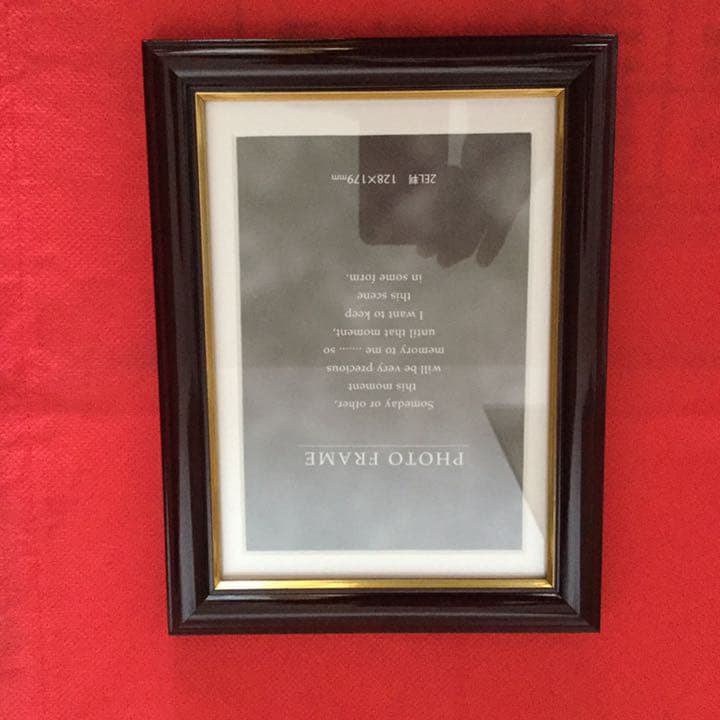 PHOTO FRAME
Someday or other,
this moment
will be very precious
memory to me ...... so
until that moment,
I want to keep
this scene
in some form.
2EL判 128×179mm